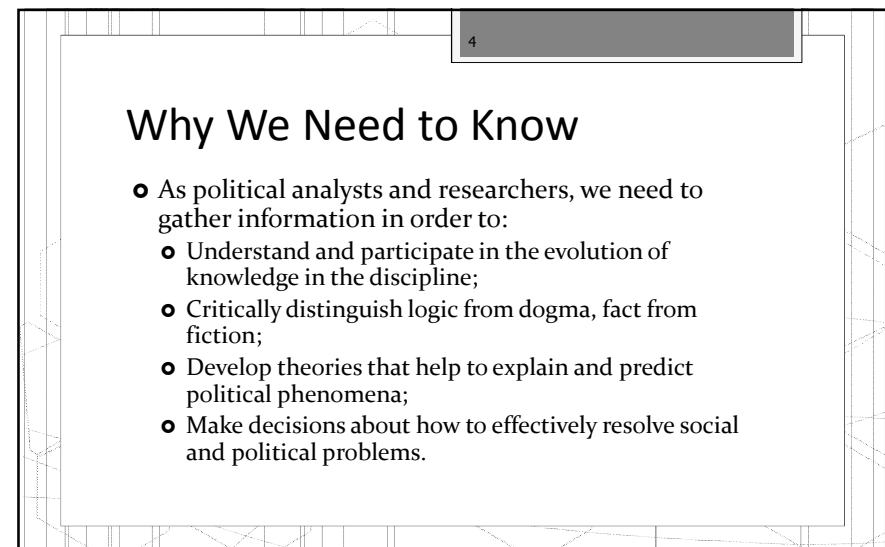 4
Why We Need to Know
As political analysts and researchers, we need to
gather information in order to:
Understand and participate in the evolution of
knowledge in the discipline;
Critically distinguish logic from dogma, fact from
fiction;
Develop theories that help to explain and predict
political phenomena;
Make decisions about how to effectively resolve social
and political problems.